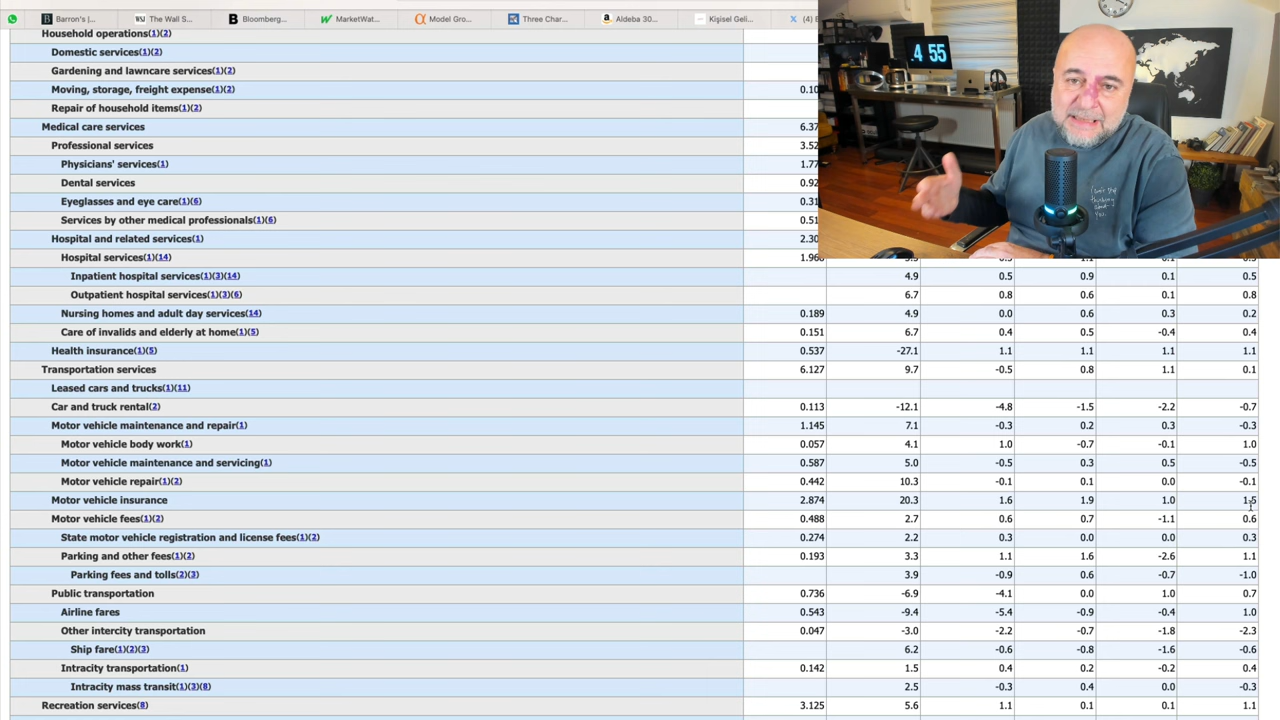 Barron's |...
The Wall S...
Bloomberg...
MarketWat...
Model Gro...
Three Char...
Aldeba 30...
Kişisel Geli...
Household operations(1)(2)
Domestic services(1)(2)
Gardening and lawncare services(1)(2)
Moving, storage, freight expense(1)(2) 0.10
Repair of household items(1)(2)
Medical care services 6.37
Professional services 3.52
Physicians' services(1) 1.77
Dental services 0.92
Eyeglasses and eye care(1)(6) 0.31
Services by other medical professionals(1)(6) 0.51
Hospital and related services(1) 2.30
Hospital services(1)(14) 1.960
Inpatient hospital services(1)(3)(14) 4.9 0.5 0.9 0.1 0.5
Outpatient hospital services(1)(3)(6) 6.7 0.8 0.6 0.1 0.8
Nursing homes and adult day services(14) 0.189 4.9 0.0 0.6 0.3 0.2
Care of invalids and elderly at home(1)(5) 0.151 6.7 0.4 0.5 -0.4 0.4
Health insurance(1)(5) 0.537 -27.1 1.1 1.1 1.1 1.1
Transportation services 6.127 9.7 -0.5 0.8 1.1 0.1
Leased cars and trucks(1)(11)
Car and truck rental(2) 0.113 -12.1 -4.8 -1.5 -2.2 -0.7
Motor vehicle maintenance and repair(1) 1.145 7.1 -0.3 0.2 0.3 -0.3
Motor vehicle body work(1) 0.057 4.1 1.0 -0.7 -0.1 1.0
Motor vehicle maintenance and servicing(1) 0.587 5.0 -0.5 0.3 0.5 -0.5
Motor vehicle repair(1)(2) 0.442 10.3 -0.1 0.1 0.0 -0.1
Motor vehicle insurance 2.874 20.3 1.6 1.9 1.0 1.5
Motor vehicle fees(1)(2) 0.488 2.7 0.6 0.7 -1.1 0.6
State motor vehicle registration and license fees(1)(2) 0.274 2.2 0.3 0.0 0.0 0.3
Parking and other fees(1)(2) 0.193 3.3 1.1 1.6 -2.6 1.1
Parking fees and tolls(2)(3) 3.9 -0.9 0.6 -0.7 -1.0
Public transportation 0.736 -6.9 -4.1 0.0 1.0 0.7
Airline fares 0.543 -9.4 -5.4 -0.9 -0.4 1.0
Other intercity transportation 0.047 -3.0 -2.2 -0.7 -1.8 -2.3
Ship fare(1)(2)(3) 6.2 -0.6 -0.8 -1.6 -0.6
Intracity transportation(1) 0.142 1.5 0.4 0.2 -0.2 0.4
Intracity mass transit(1)(3)(8) 2.5 -0.3 0.4 0.0 -0.3
Recreation services(8) 3.125 5.6 1.1 0.1 0.1 1.1